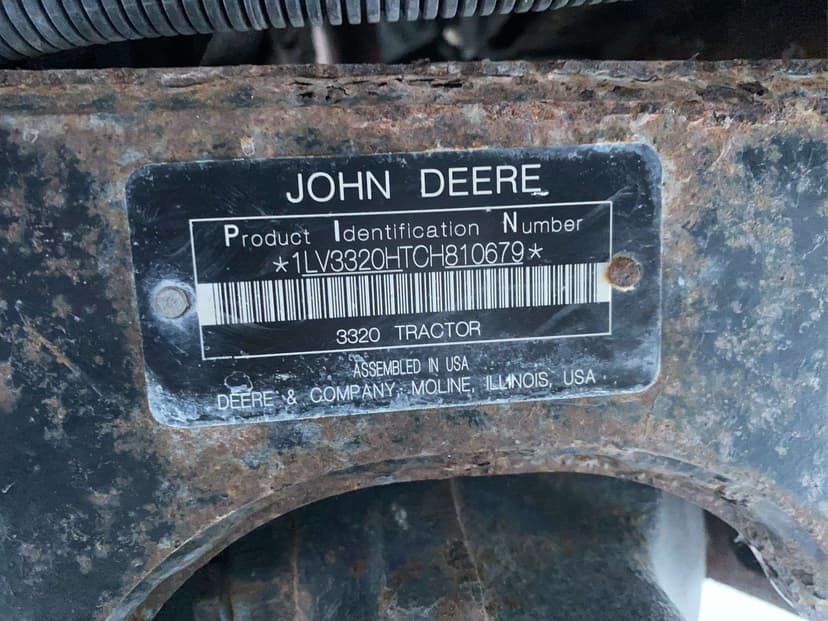 JOHN DEERE
Product Identification Number
*1LV3320HTCH810679*
3320 TRACTOR
ASSEMBLED IN USA
DEERE & COMPANY, MOLINE, ILLINOIS, USA